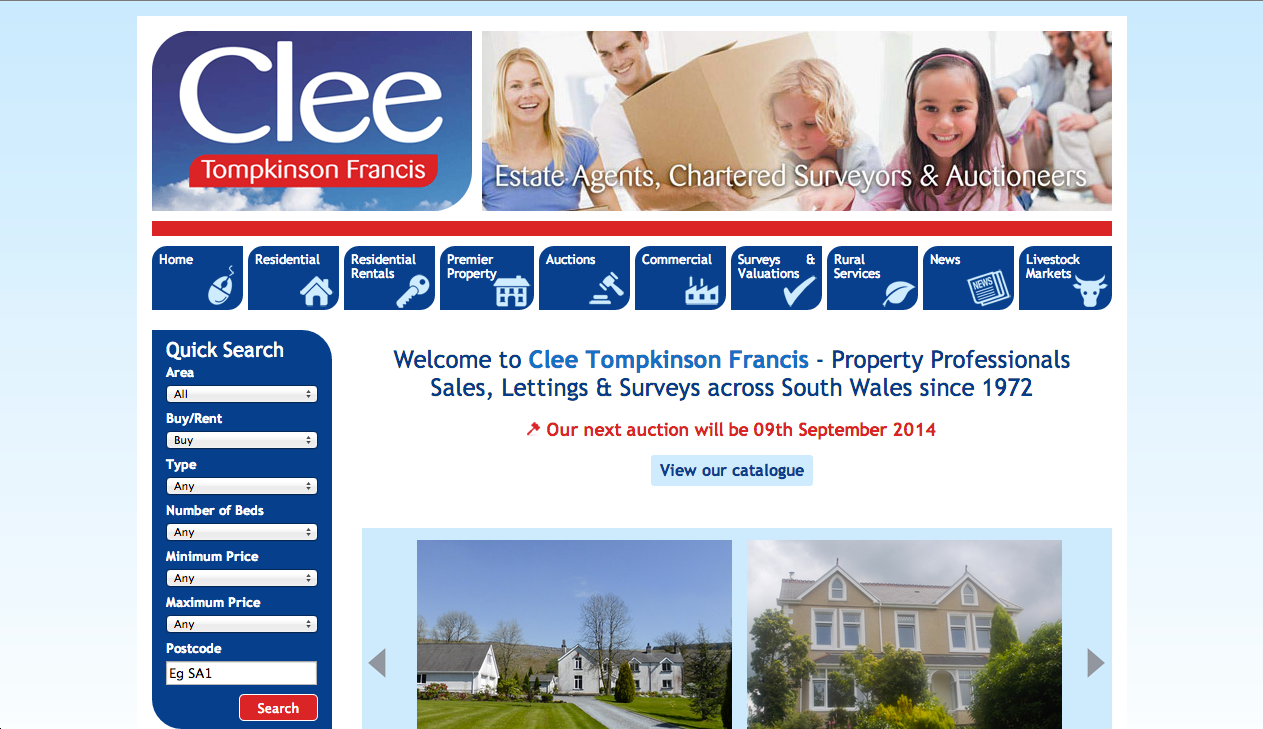 Clee
Tompkinson Francis
Estate Agents, Chartered Surveyors & Auctioneers
Home
Residential
Residential
Rentals
Premier
Property
Auctions
Commercial
Surveys &
Valuations
Rural
Services
News
NEWS
Livestock
Markets
Quick Search
Area
All
Buy/Rent
Buy
Type
Any
Number of Beds
Any
Minimum Price
Any
Maximum Price
Any
Postcode
Eg SA1
Search
Welcome to Clee Tompkinson Francis - Property Professionals
Sales, Lettings & Surveys across South Wales since 1972
Our next auction will be 09th September 2014
View our catalogue